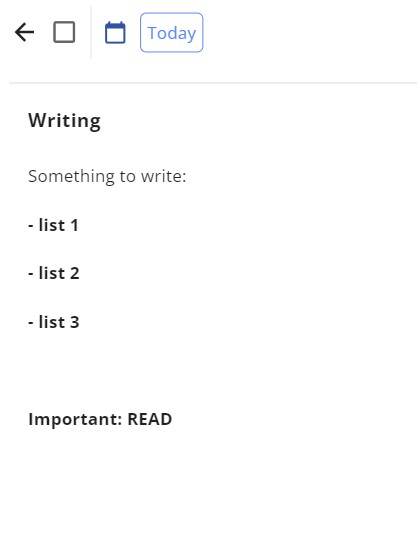 Today
Writing
Something to write:
- list 1
- list 2
- list 3
Important: READ